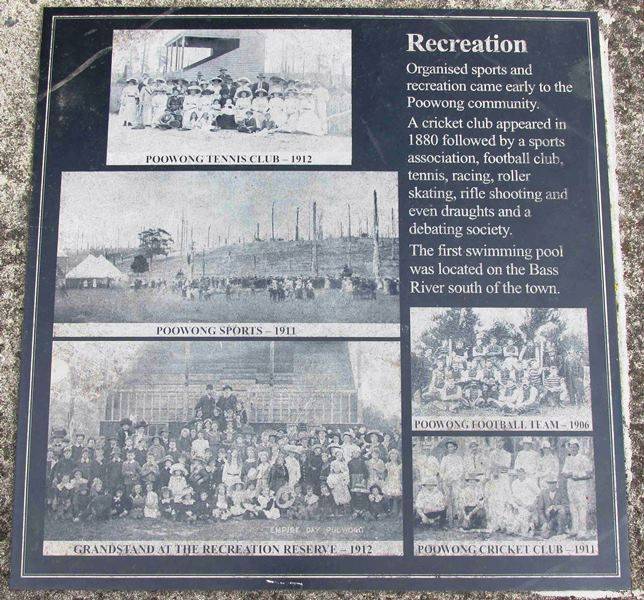 Recreation
Organised sports and
recreation came early to the
Poowong community.
A cricket club appeared in
1880 followed by a sports
association, football club,
tennis, racing, roller
skating, rifle shooting and
even draughts and a
debating society.
The first swimming pool
was located on the Bass
River south of the town.
POOWONG TENNIS CLUB – 1912
POOWONG SPORTS – 1911
EMPIRE DAY POOWONG
GRANDSTAND AT THE RECREATION RESERVE – 1912
POOWONG FOOTBALL TEAM – 1906
POOWONG CRICKET CLUB – 1911